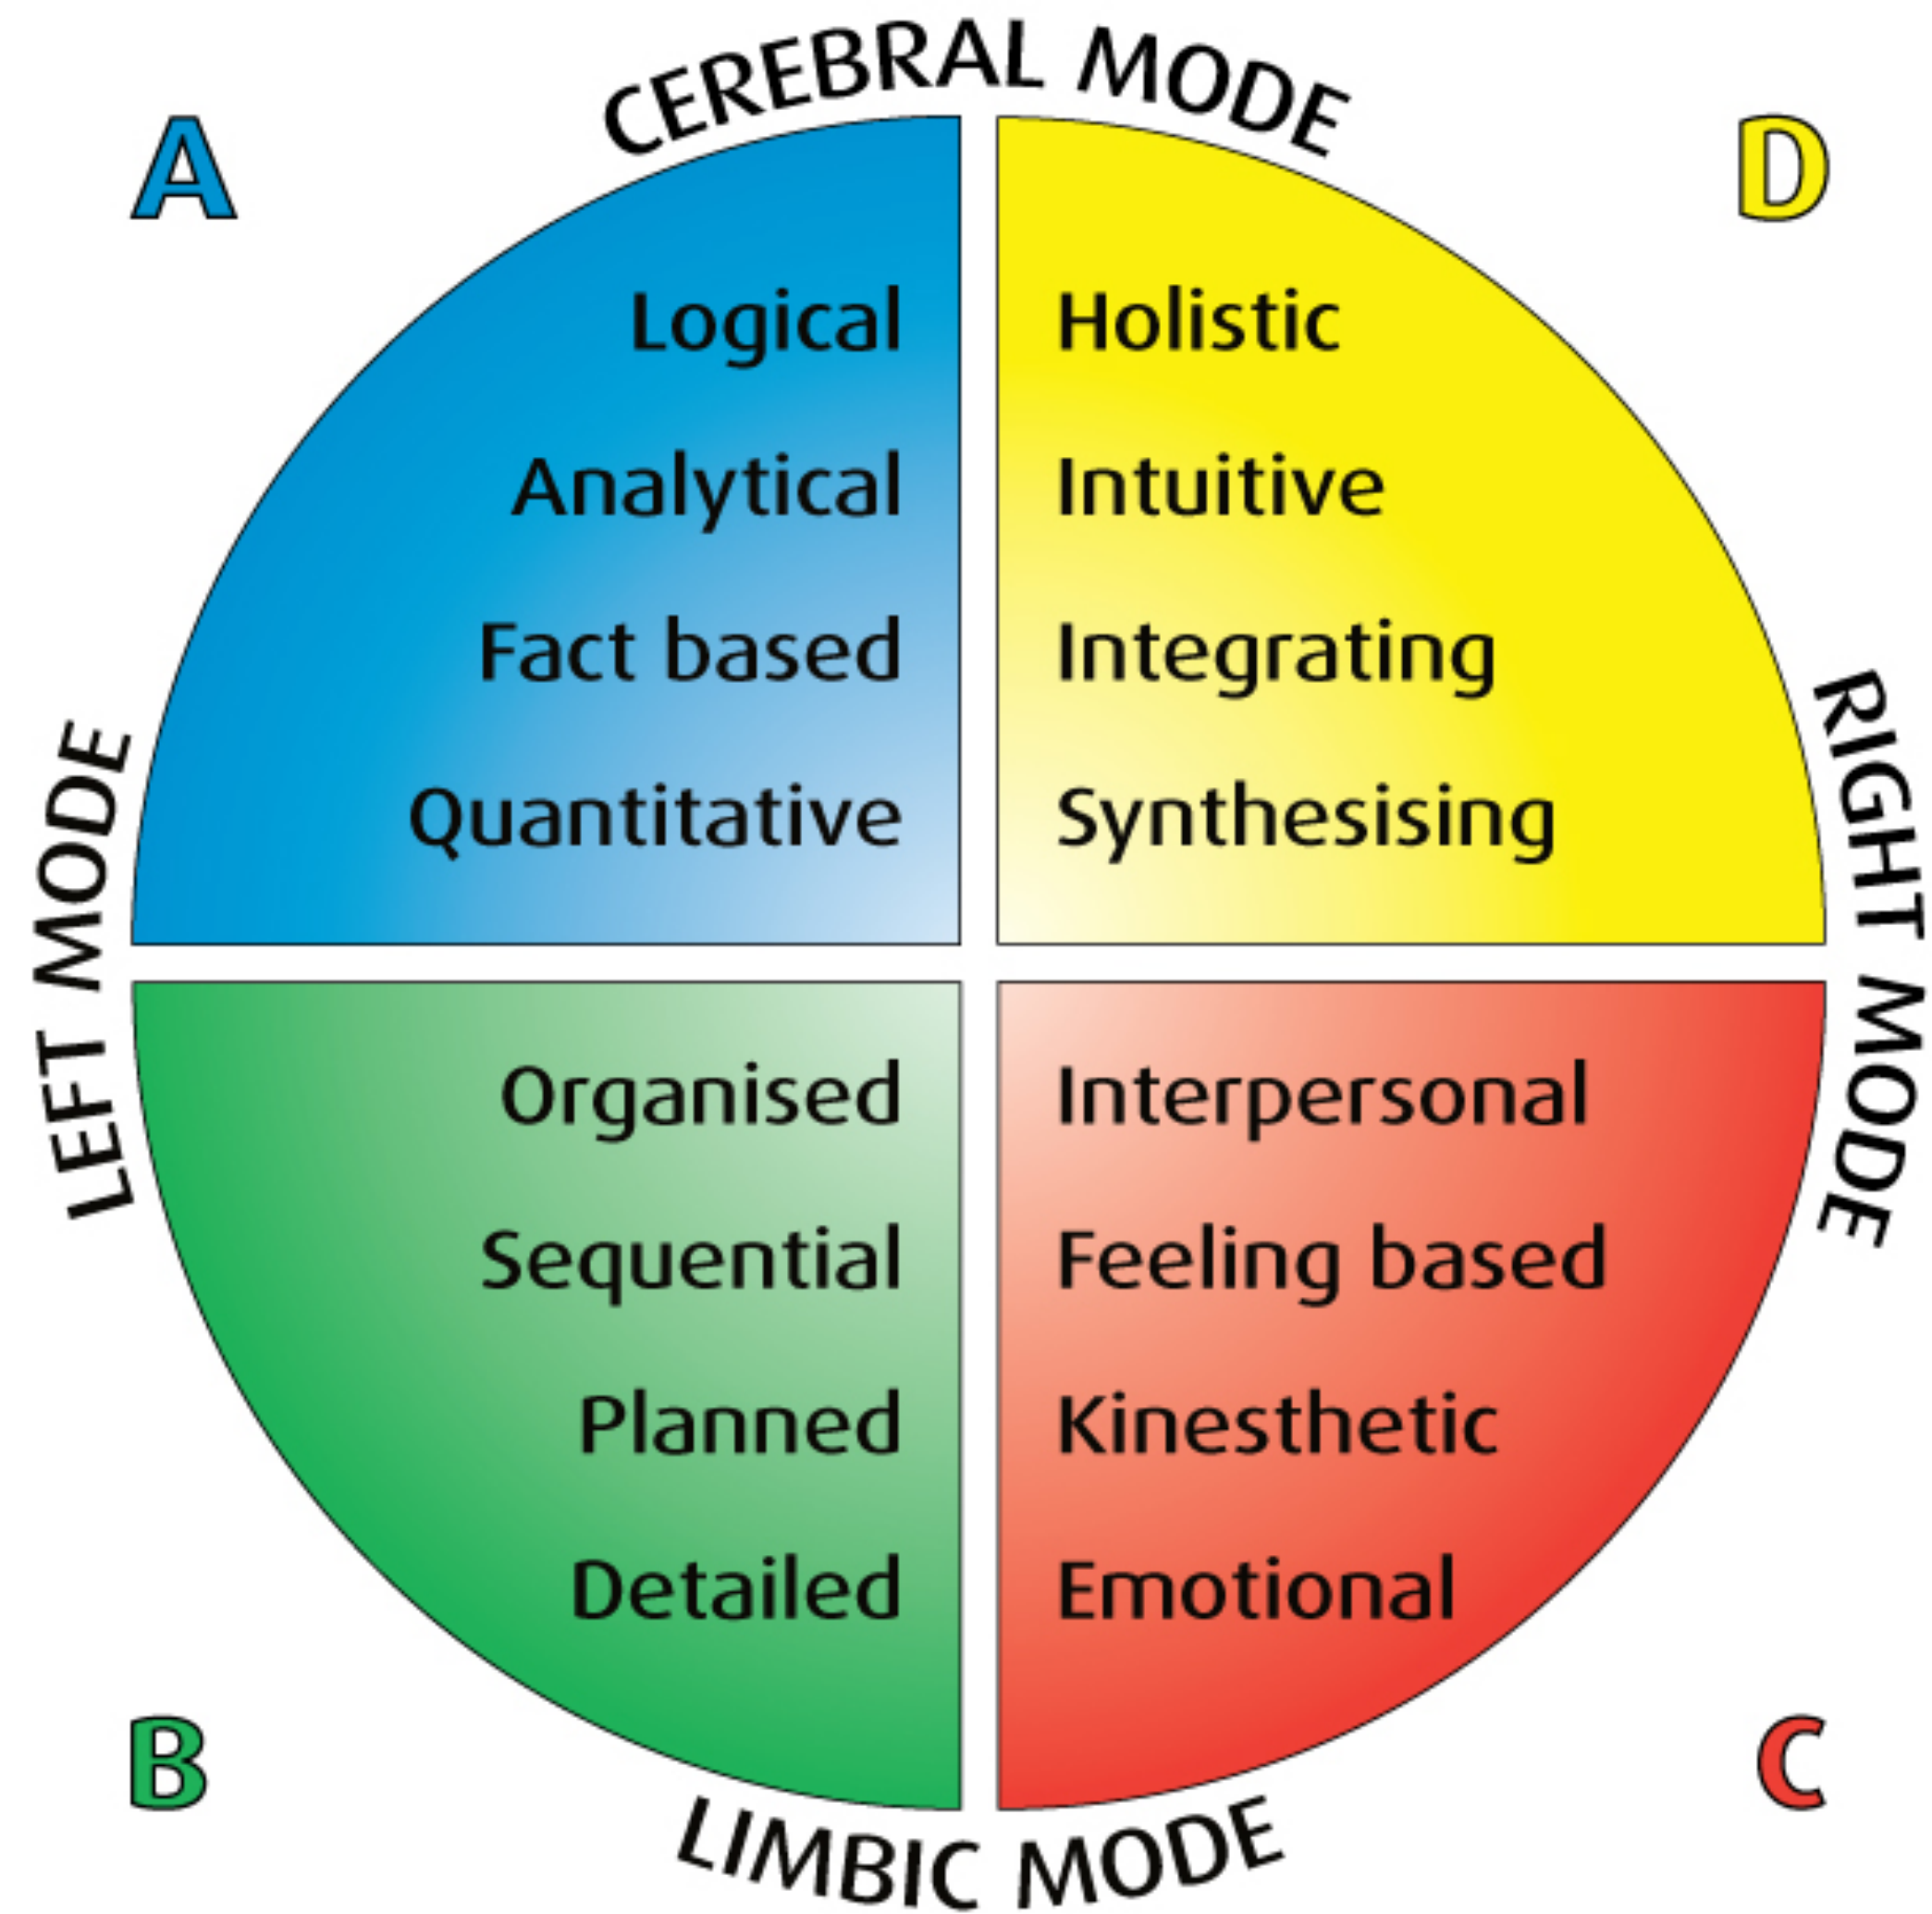 CEREBRAL MODE
A
D
Logical
Analytical
Fact based
Quantitative
Holistic
Intuitive
Integrating
Synthesising
LEFT MODE
RIGHT MODE
Organised
Sequential
Planned
Detailed
Interpersonal
Feeling based
Kinesthetic
Emotional
B
C
LIMBIC MODE